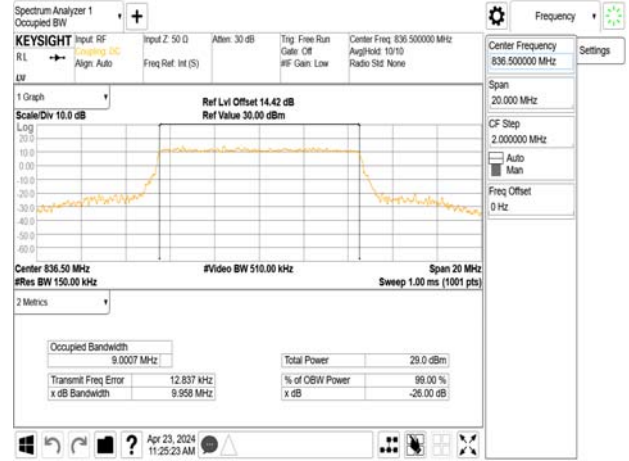 Spectrum Analyzer 1
Occupied BW
Frequency
KEYSIGHT
RL
LVI
Input: RF
Coupling: DC
Align: Auto
Input Z: 50 Ω
Freq Ref: Int (S)
Atten: 30 dB
Trig: Free Run
Gate: Off
#IF Gain: Low
Center Freq: 836.500000 MHz
Avg|Hold: 10/10
Radio Std: None
Center Frequency
836.500000 MHz
Settings
Span
20.000 MHz
CF Step
2.000000 MHz
Auto
Man
Freq Offset
0 Hz
1 Graph
Scale/Div 10.0 dB
Ref Lvl Offset 14.42 dB
Ref Value 30.00 dBm
Log
20.0
10.0
0.00
-10.0
-20.0
-30.0
-40.0
-50.0
-60.0
Center 836.50 MHz
#Res BW 150.00 kHz
#Video BW 510.00 kHz
Span 20 MHz
Sweep 1.00 ms (1001 pts)
2 Metrics
Occupied Bandwidth
9.0007 MHz
Total Power 29.0 dBm
Transmit Freq Error 12.837 kHz
% of OBW Power 99.00 %
x dB Bandwidth 9.958 MHz
x dB -26.00 dB
?
Apr 23, 2024
11:25:23 AM